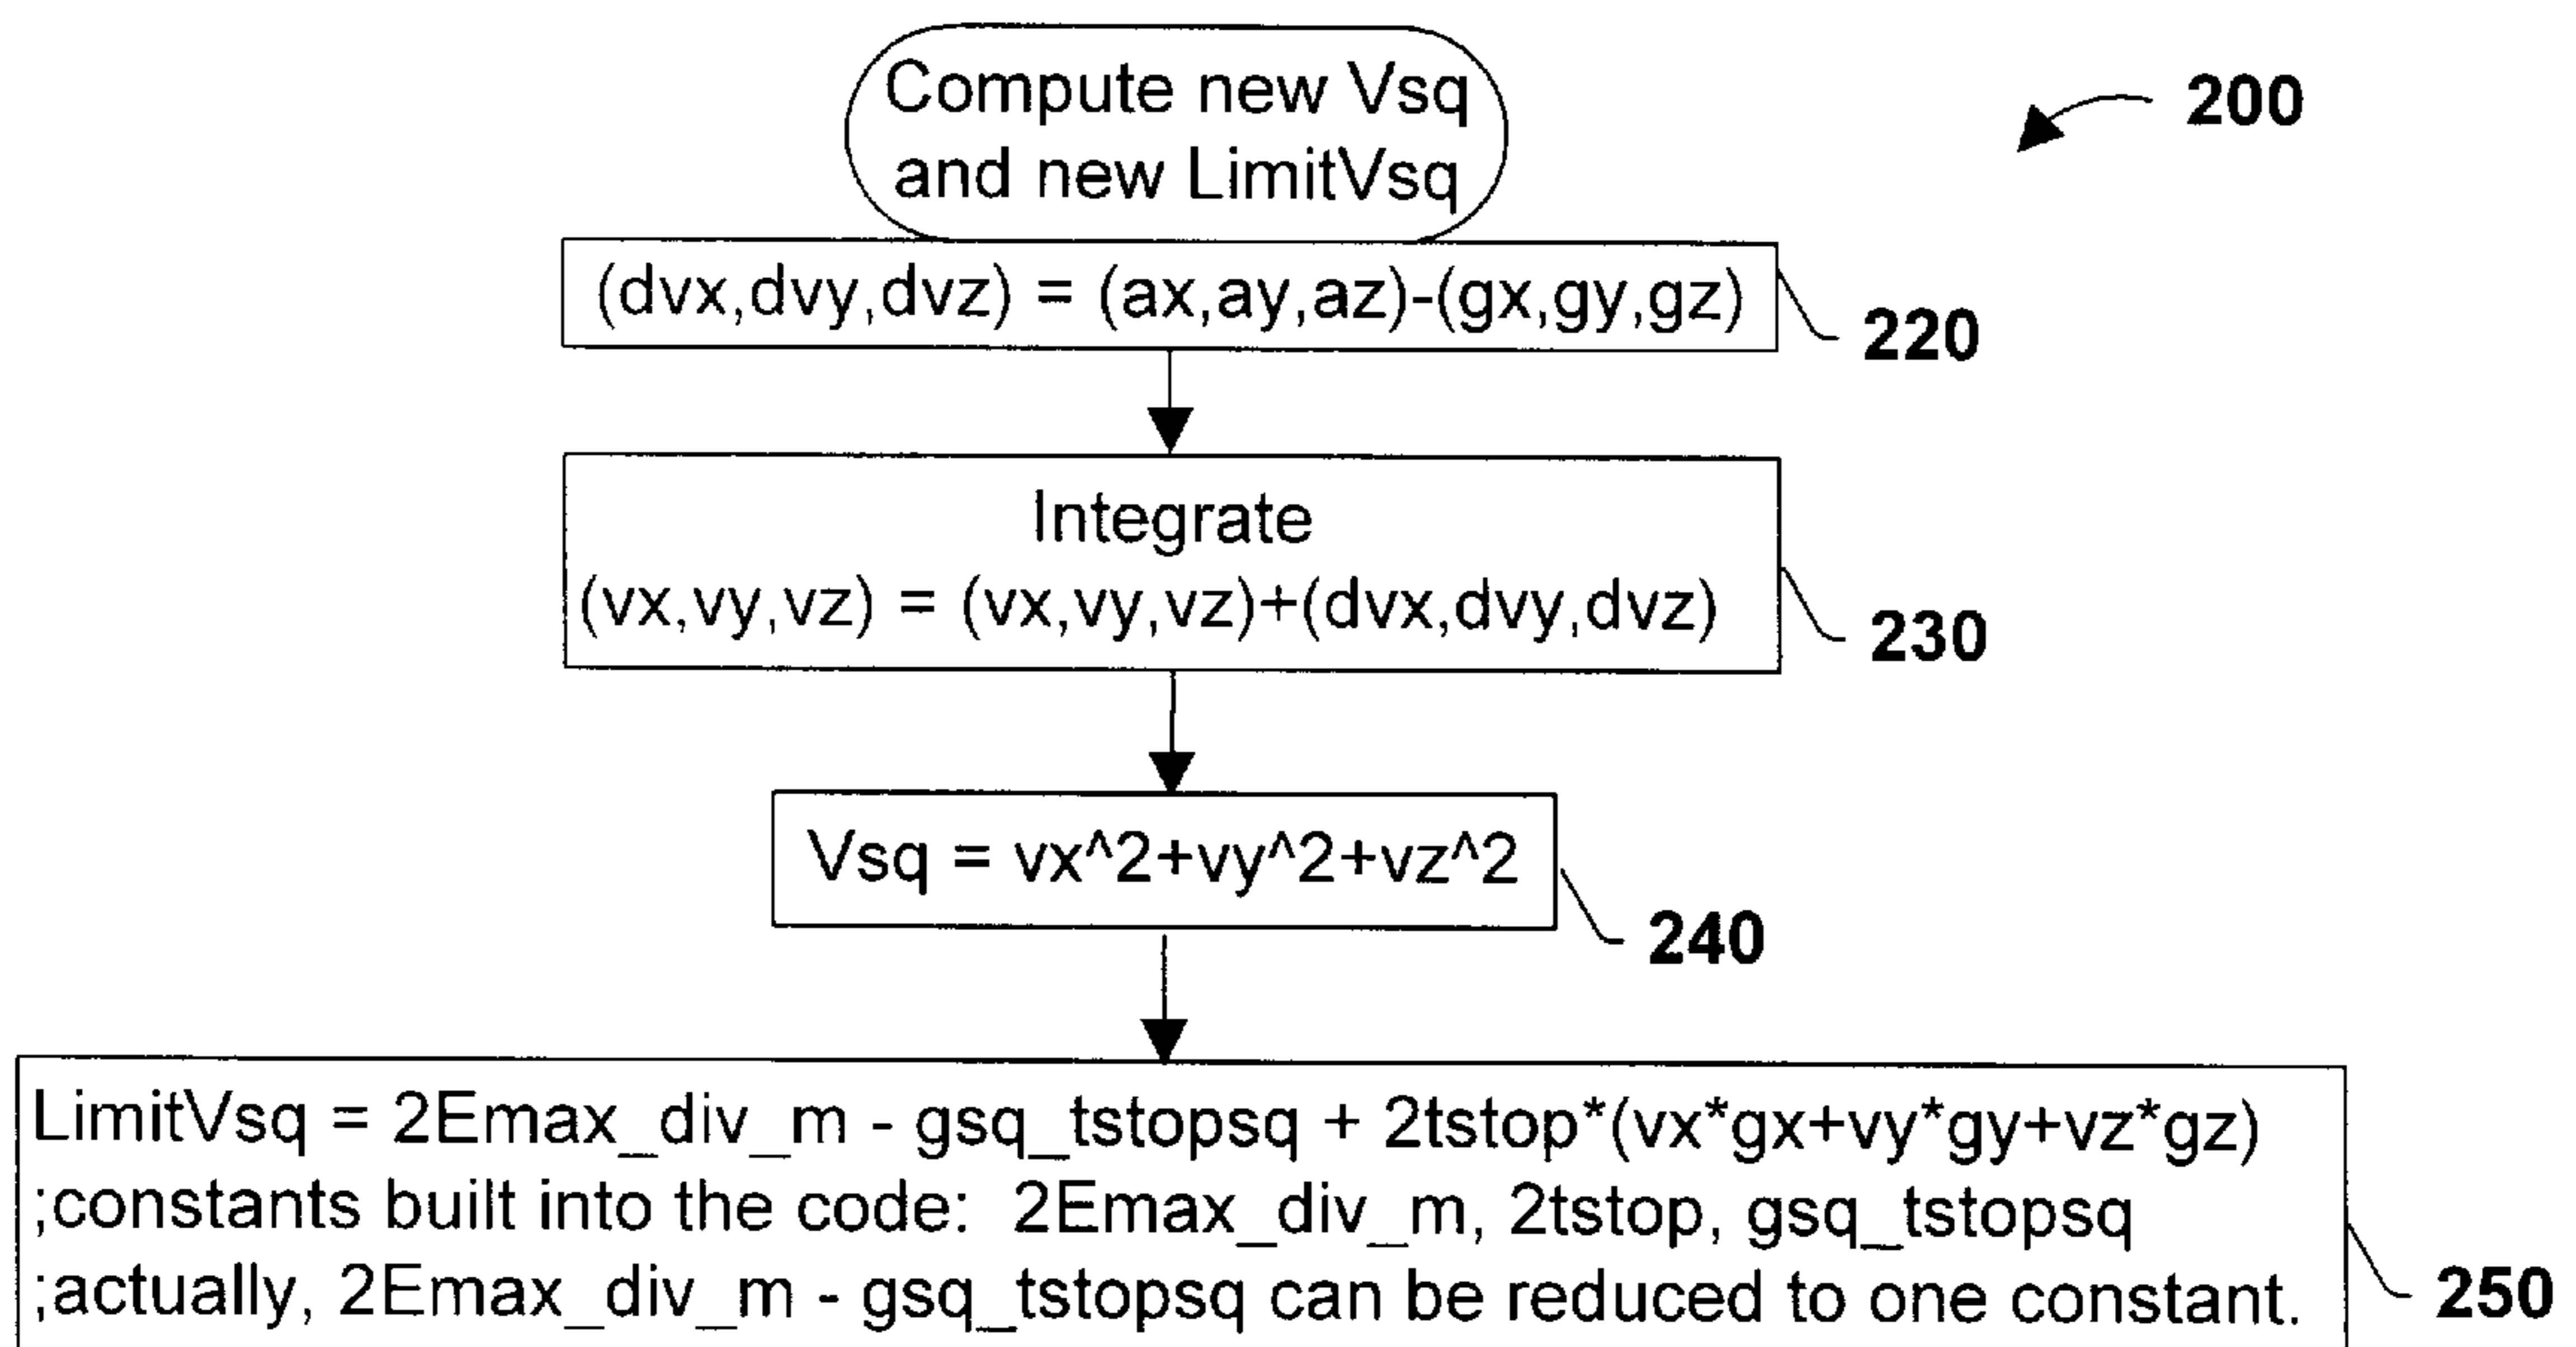 Compute new Vsq
and new LimitVsq
200
(dvx,dvy,dvz) = (ax,ay,az)-(gx,gy,gz)
220
Integrate
(vx,vy,vz) = (vx,vy,vz)+(dvx,dvy,dvz)
230
Vsq = vx^2+vy^2+vz^2
240
LimitVsq = 2Emax_div_m - gsq_tstopsq + 2tstop*(vx*gx+vy*gy+vz*gz)
;constants built into the code:  2Emax_div_m, 2tstop, gsq_tstopsq
;actually, 2Emax_div_m - gsq_tstopsq can be reduced to one constant.
250